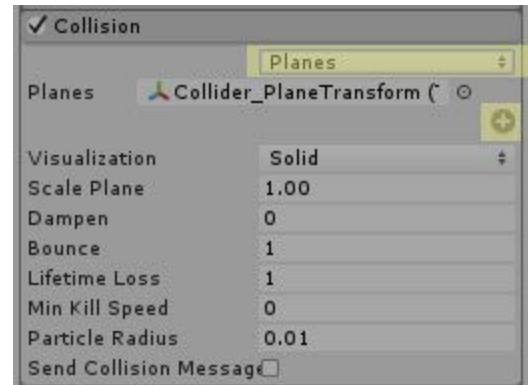 Collision
Planes
Planes Collider_PlaneTransform (
Visualization Solid
Scale Plane 1.00
Dampen 0
Bounce 1
Lifetime Loss 1
Min Kill Speed 0
Particle Radius 0.01
Send Collision Message